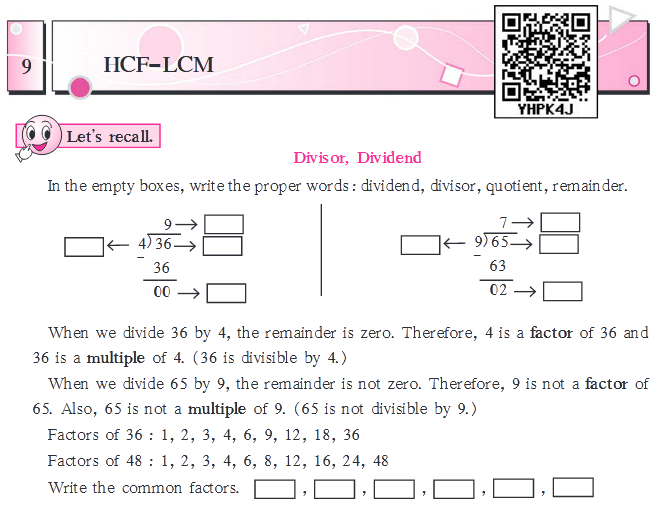 9
HCF-LCM
YHPK4J
Let's recall.
Divisor, Dividend
In the empty boxes, write the proper words : dividend, divisor, quotient, remainder.
9 →
← 4)36 →
− 36
00 →
7 →
← 9)65 →
− 63
02 →
When we divide 36 by 4, the remainder is zero. Therefore, 4 is a factor of 36 and
36 is a multiple of 4. (36 is divisible by 4.)
When we divide 65 by 9, the remainder is not zero. Therefore, 9 is not a factor of
65. Also, 65 is not a multiple of 9. (65 is not divisible by 9.)
Factors of 36 : 1, 2, 3, 4, 6, 9, 12, 18, 36
Factors of 48 : 1, 2, 3, 4, 6, 8, 12, 16, 24, 48
Write the common factors. , , , , ,